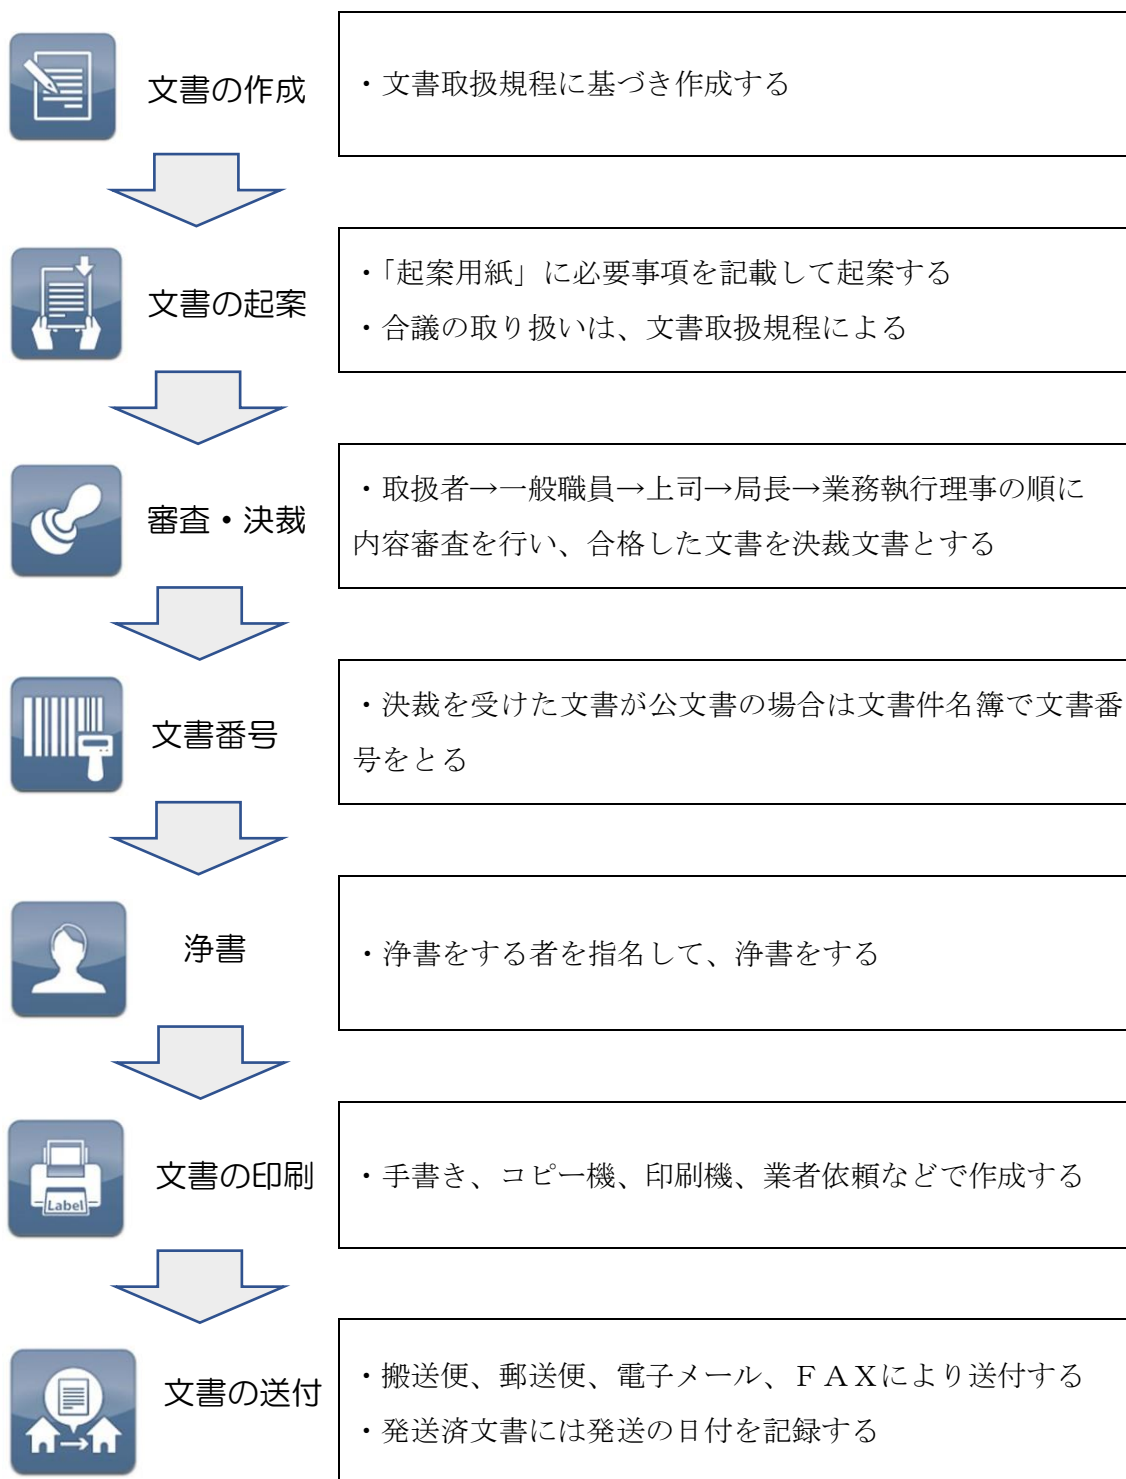 文書の作成
・文書取扱規程に基づき作成する
文書の起案
・「起案用紙」に必要事項を記載して起案する
・合議の取り扱いは、文書取扱規程による
審査・決裁
・取扱者→一般職員→上司→局長→業務執行理事の順に
内容審査を行い、合格した文書を決裁文書とする
文書番号
・決裁を受けた文書が公文書の場合は文書件名簿で文書番
号をとる
浄書
・浄書をする者を指名して、浄書をする
文書の印刷
Label
・手書き、コピー機、印刷機、業者依頼などで作成する
文書の送付
・搬送便、郵送便、電子メール、ＦＡＸにより送付する
・発送済文書には発送の日付を記録する